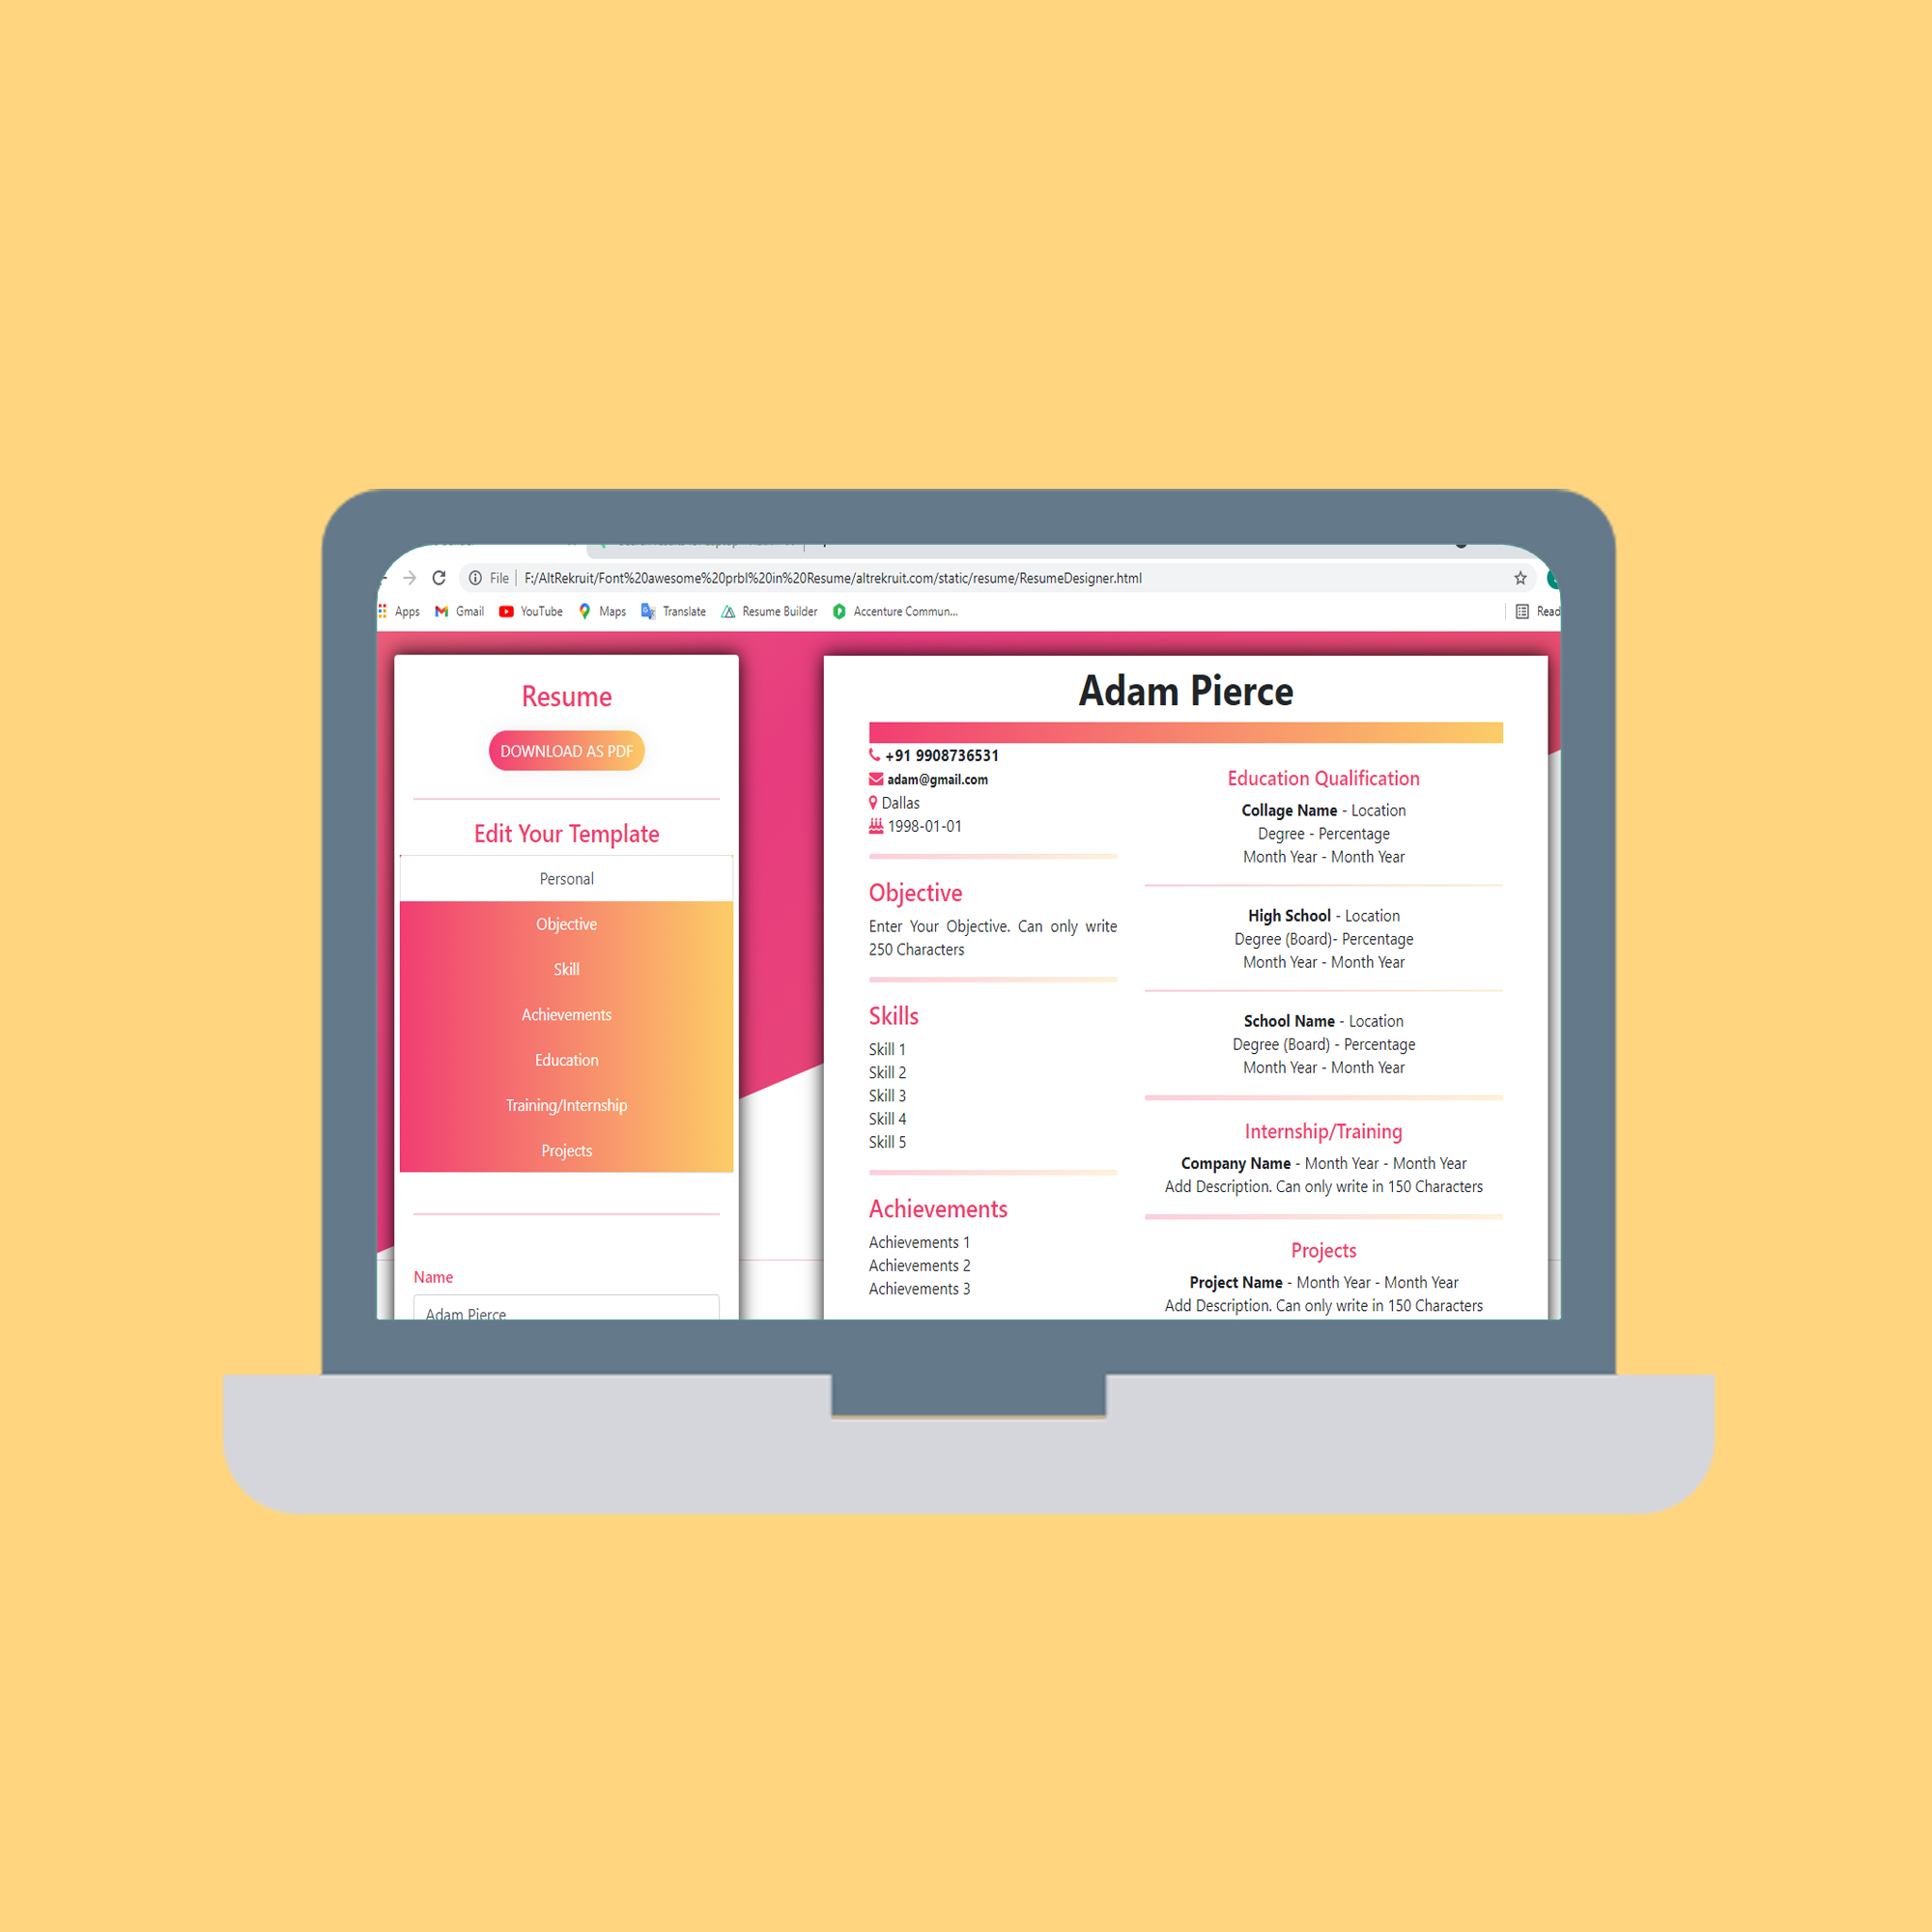 File F:/AltRekruit/Font%20awesome%20prbl%20in%20Resume/altrekruit.com/static/resume/ResumeDesigner.html
Apps Gmail YouTube Maps Translate Resume Builder Accenture Commun... Read
Resume
DOWNLOAD AS PDF
Edit Your Template
Personal
Objective
Skill
Achievements
Education
Training/Internship
Projects
Name
Adam Pierce
Adam Pierce
+91 9908736531
adam@gmail.com
Dallas
1998-01-01
Objective
Enter Your Objective. Can only write
250 Characters
Skills
Skill 1
Skill 2
Skill 3
Skill 4
Skill 5
Achievements
Achievements 1
Achievements 2
Achievements 3
Education Qualification
Collage Name - Location
Degree - Percentage
Month Year - Month Year
High School - Location
Degree (Board)- Percentage
Month Year - Month Year
School Name - Location
Degree (Board) - Percentage
Month Year - Month Year
Internship/Training
Company Name - Month Year - Month Year
Add Description. Can only write in 150 Characters
Projects
Project Name - Month Year - Month Year
Add Description. Can only write in 150 Characters